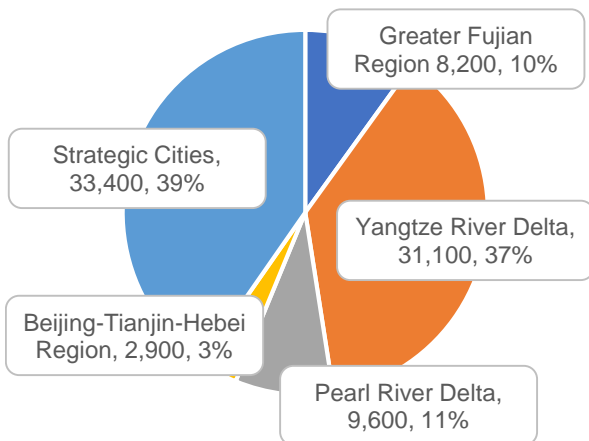 Greater Fujian
Region 8,200, 10%
Strategic Cities,
33,400, 39%
Yangtze River Delta,
31,100, 37%
Beijing-Tianjin-Hebei
Region, 2,900, 3%
Pearl River Delta,
9,600, 11%